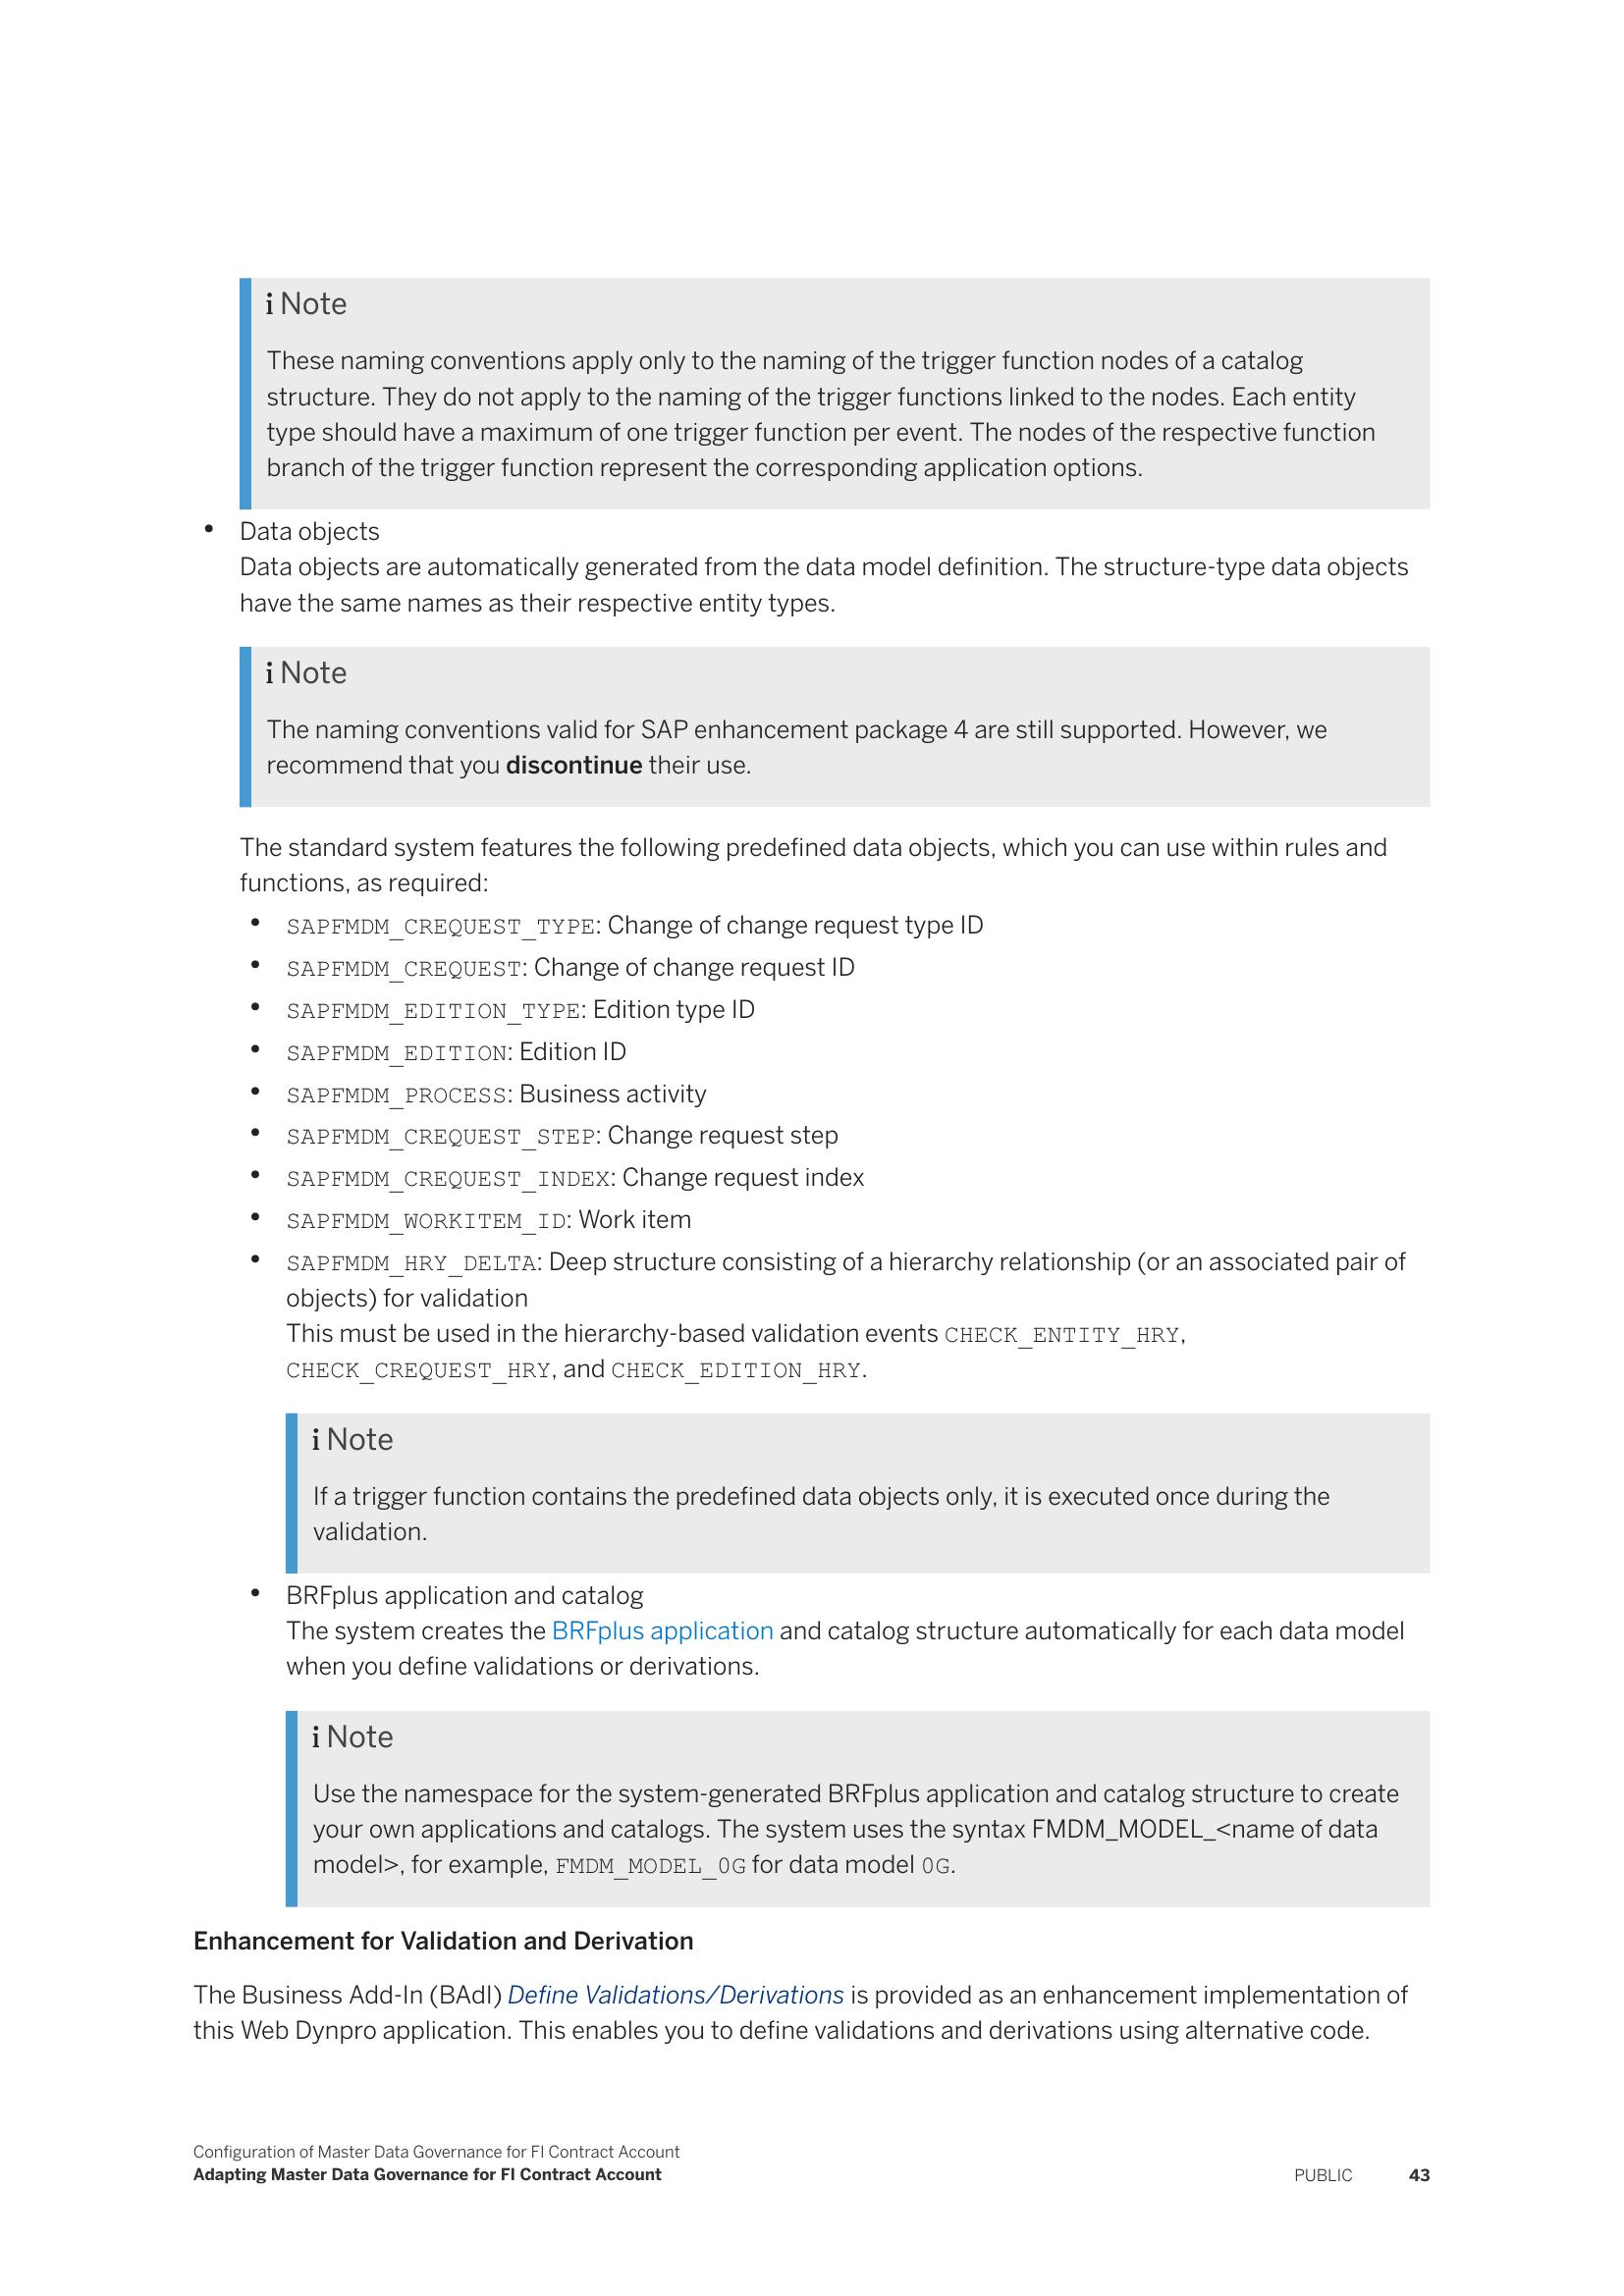 i Note
These naming conventions apply only to the naming of the trigger function nodes of a catalog
structure. They do not apply to the naming of the trigger functions linked to the nodes. Each entity
type should have a maximum of one trigger function per event. The nodes of the respective function
branch of the trigger function represent the corresponding application options.
• Data objects
Data objects are automatically generated from the data model definition. The structure-type data objects
have the same names as their respective entity types.
i Note
The naming conventions valid for SAP enhancement package 4 are still supported. However, we
recommend that you discontinue their use.
The standard system features the following predefined data objects, which you can use within rules and
functions, as required:
• SAPFMDM_CREQUEST_TYPE: Change of change request type ID
• SAPFMDM_CREQUEST: Change of change request ID
• SAPFMDM_EDITION_TYPE: Edition type ID
• SAPFMDM_EDITION: Edition ID
• SAPFMDM_PROCESS: Business activity
• SAPFMDM_CREQUEST_STEP: Change request step
• SAPFMDM_CREQUEST_INDEX: Change request index
• SAPFMDM_WORKITEM_ID: Work item
• SAPFMDM_HRY_DELTA: Deep structure consisting of a hierarchy relationship (or an associated pair of
objects) for validation
This must be used in the hierarchy-based validation events CHECK_ENTITY_HRY,
CHECK_CREQUEST_HRY, and CHECK_EDITION_HRY.
i Note
If a trigger function contains the predefined data objects only, it is executed once during the
validation.
• BRFplus application and catalog
The system creates the BRFplus application and catalog structure automatically for each data model
when you define validations or derivations.
i Note
Use the namespace for the system-generated BRFplus application and catalog structure to create
your own applications and catalogs. The system uses the syntax FMDM_MODEL_<name of data
model>, for example, FMDM_MODEL_0G for data model 0G.
Enhancement for Validation and Derivation
The Business Add-In (BAdI) Define Validations/Derivations is provided as an enhancement implementation of
this Web Dynpro application. This enables you to define validations and derivations using alternative code.
Configuration of Master Data Governance for FI Contract Account
Adapting Master Data Governance for FI Contract Account
PUBLIC 43